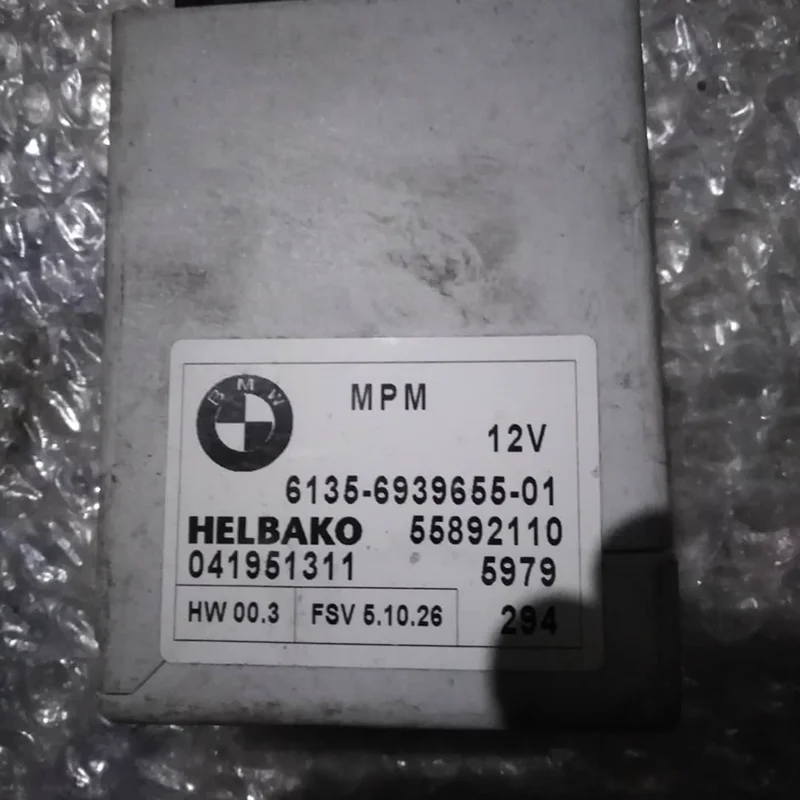 BMW
MPM
12V
6135-6939655-01
HELBAKO 55892110
041951311 5979
HW 00.3 FSV 5.10.26 294